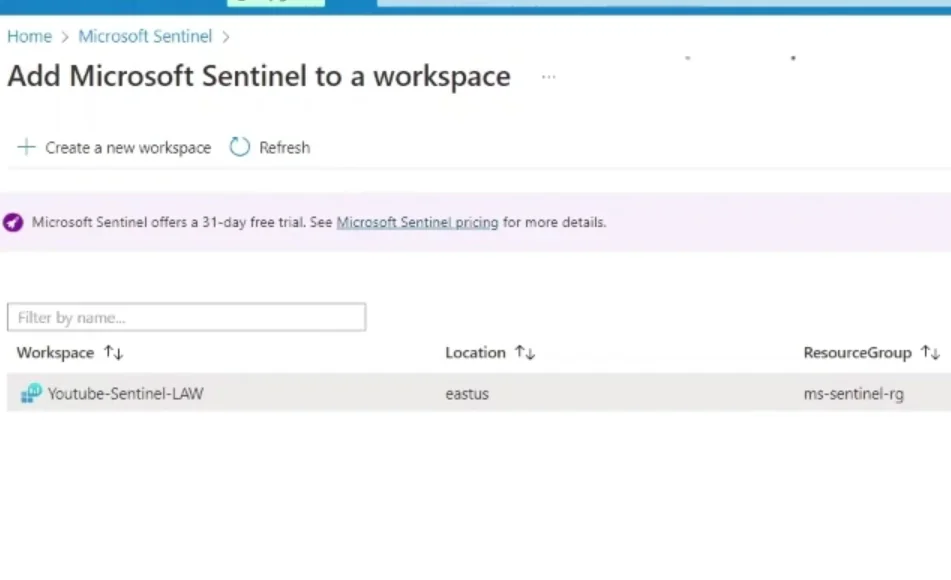 Home > Microsoft Sentinel >
Add Microsoft Sentinel to a workspace ...
+ Create a new workspace Refresh
Microsoft Sentinel offers a 31-day free trial. See Microsoft Sentinel pricing for more details.
Filter by name...
Workspace ↑↓ Location ↑↓ ResourceGroup ↑↓
Youtube-Sentinel-LAW eastus ms-sentinel-rg